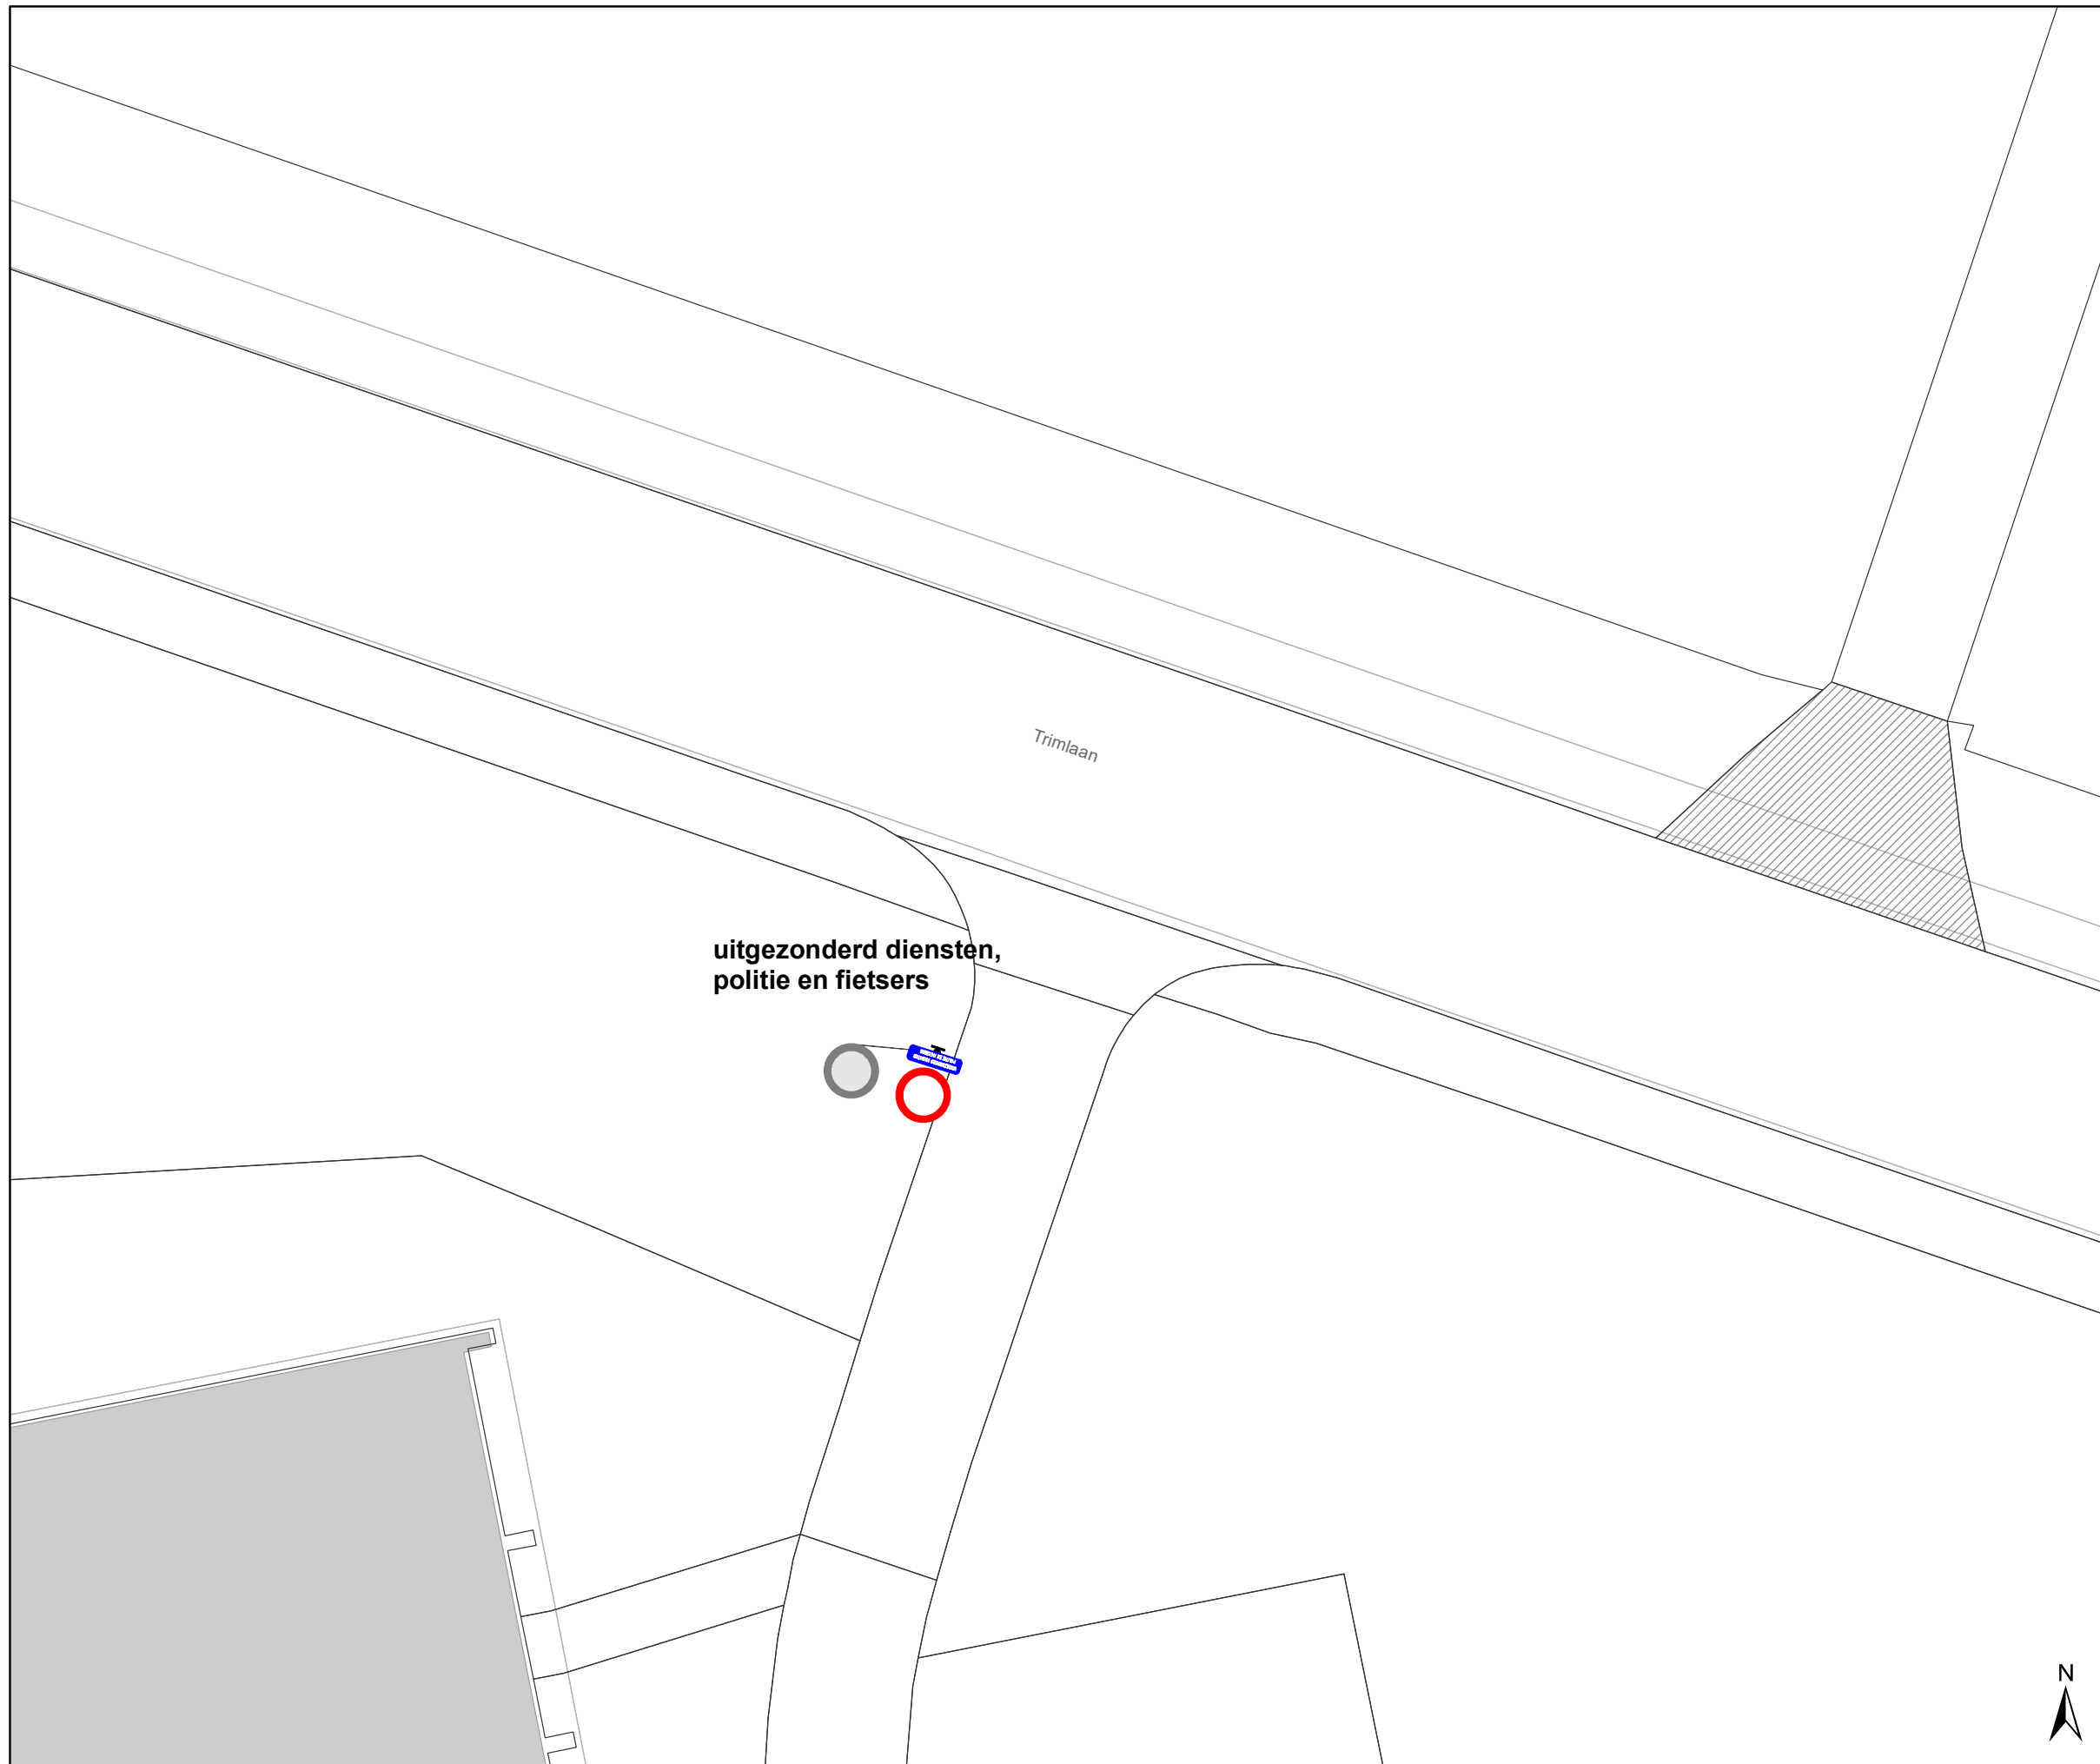 Trimlaan
uitgezonderd diensten,
politie en fietsers
N